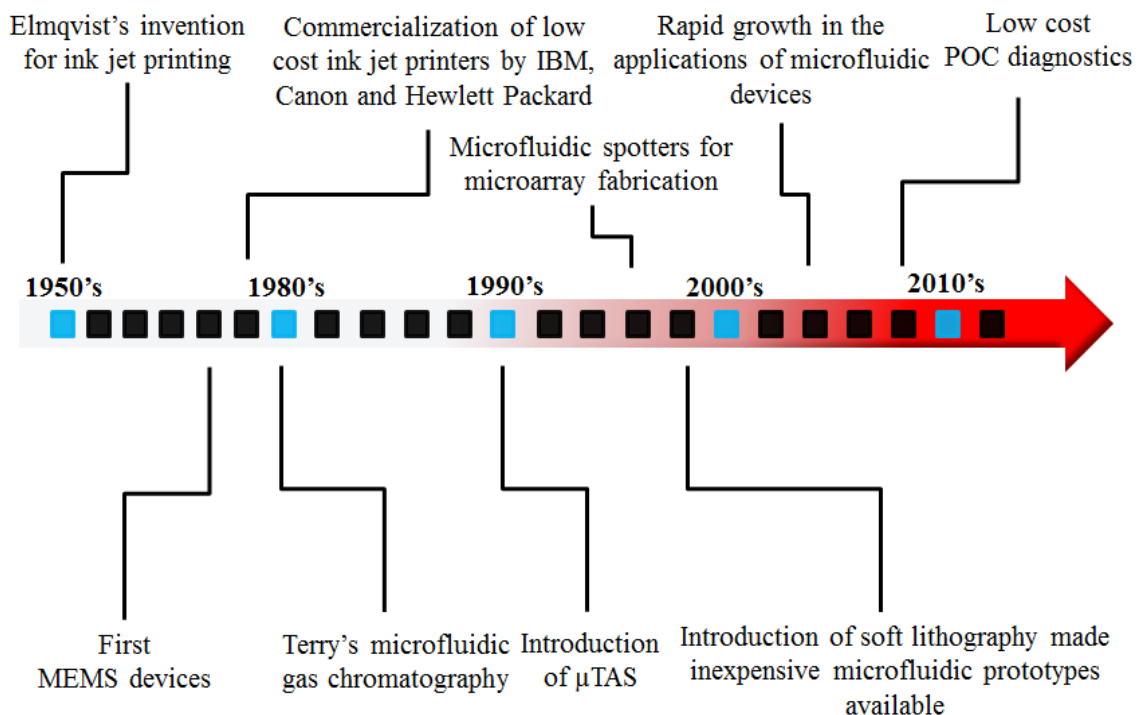 Elmqvist's invention
for ink jet printing
Commercialization of low
cost ink jet printers by IBM,
Canon and Hewlett Packard
Rapid growth in the
applications of microfluidic
devices
Low cost
POC diagnostics
Microfluidic spotters for
microarray fabrication
1950's
1980's
1990's
2000's
2010's
First
MEMS devices
Terry's microfluidic
gas chromatography
Introduction
of µTAS
Introduction of soft lithography made
inexpensive microfluidic prototypes
available